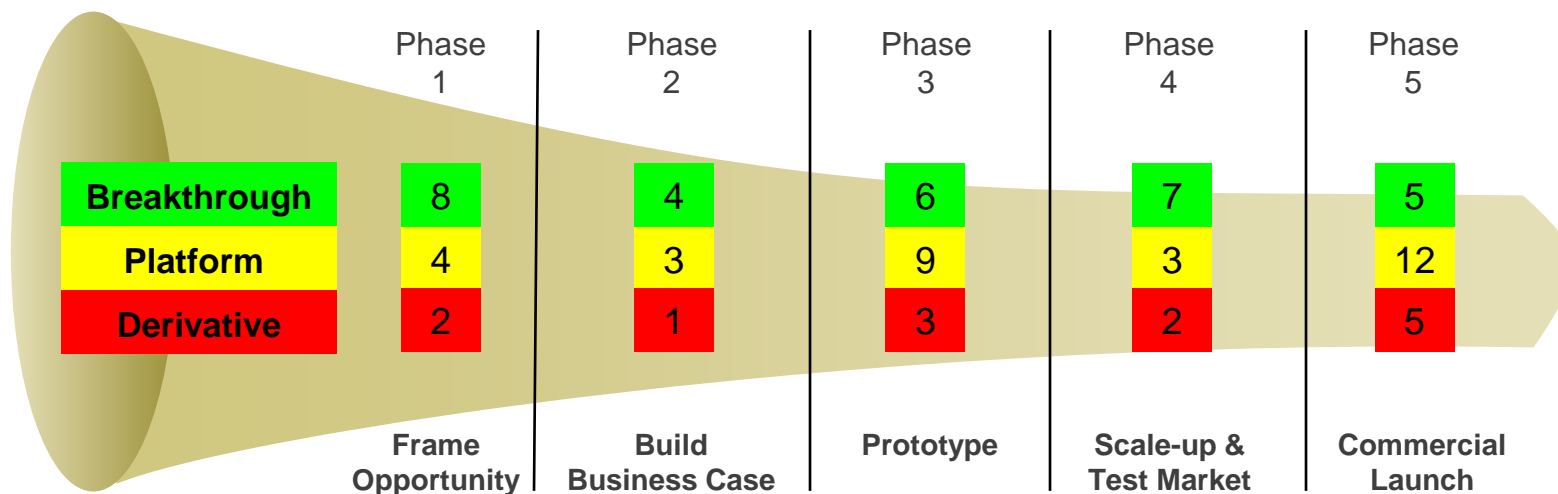 Phase Phase Phase Phase Phase
1 2 3 4 5
Breakthrough 8 4 6 7 5
Platform 4 3 9 3 12
Derivative 2 1 3 2 5
Frame Build Prototype Scale-up & Commercial
Opportunity Business Case Test Market Launch